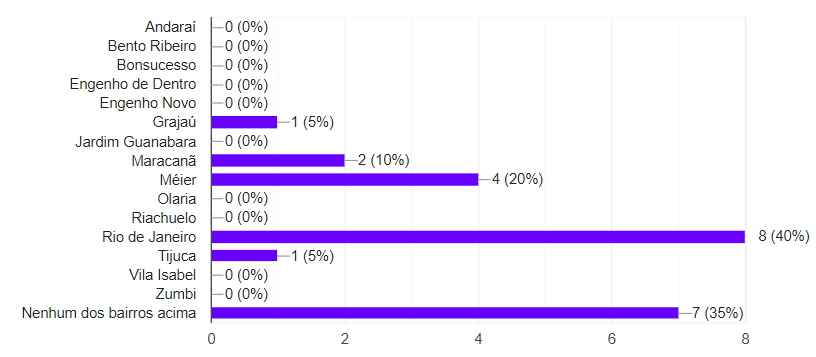 Andaraí 0 (0%)
Bento Ribeiro 0 (0%)
Bonsucesso 0 (0%)
Engenho de Dentro 0 (0%)
Engenho Novo 0 (0%)
Grajaú 1 (5%)
Jardim Guanabara 0 (0%)
Maracanã 2 (10%)
Méier 4 (20%)
Olaria 0 (0%)
Riachuelo 0 (0%)
Rio de Janeiro 8 (40%)
Tijuca 1 (5%)
Vila Isabel 0 (0%)
Zumbi 0 (0%)
Nenhum dos bairros acima 7 (35%)
0 2 4 6 8